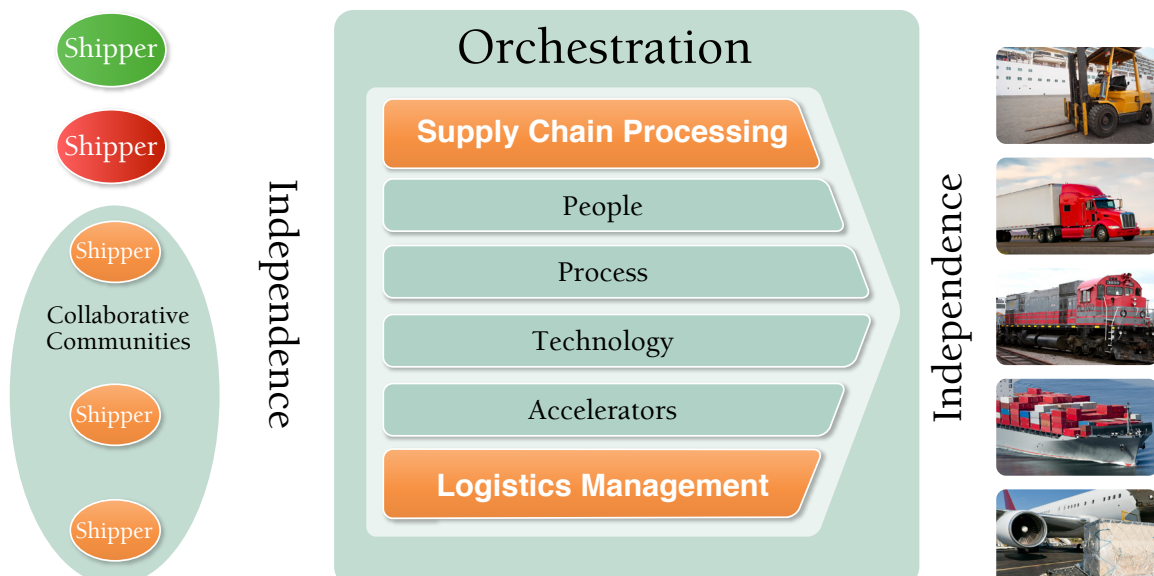 Shipper
Shipper
Shipper
Collaborative
Communities
Shipper
Shipper
Independence
Orchestration
Supply Chain Processing
People
Process
Technology
Accelerators
Logistics Management
Independence